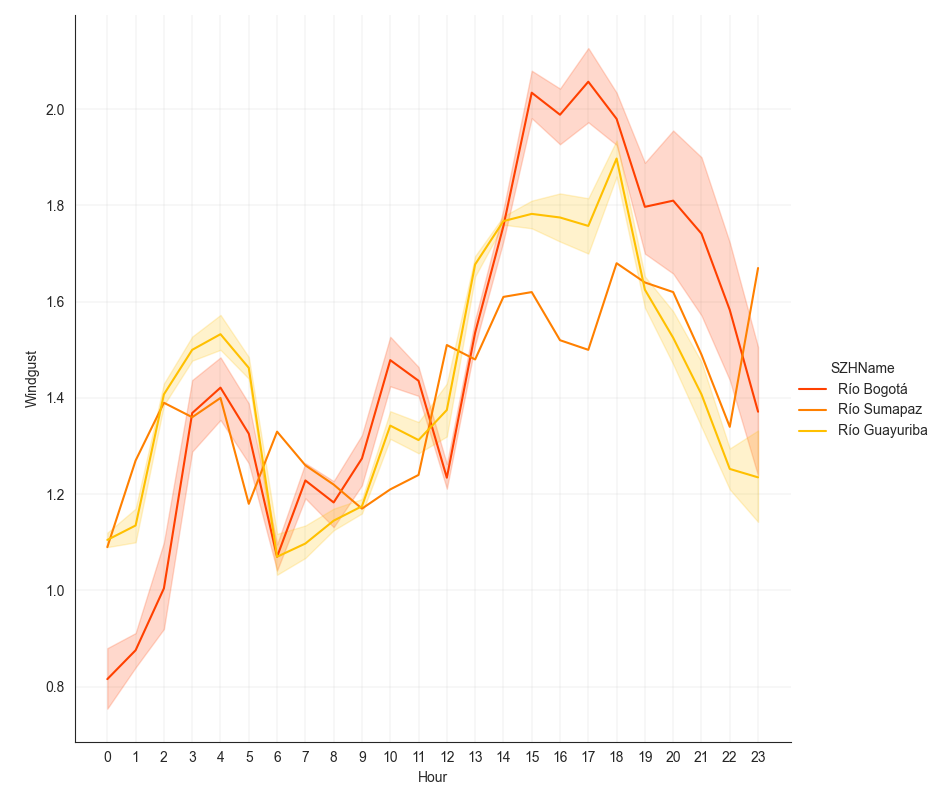 2.0
1.8
1.6
1.4
1.2
1.0
0.8
Windgust
0 1 2 3 4 5 6 7 8 9 10 11 12 13 14 15 16 17 18 19 20 21 22 23
Hour
SZHName
Río Bogotá
Río Sumapaz
Río Guayuriba